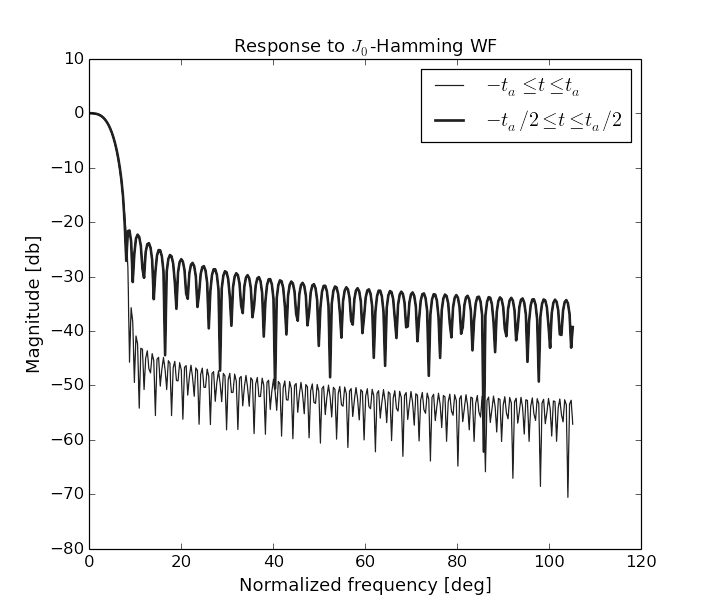 Response to J₀-Hamming WF
10
0
−10
−20
−30
−40
−50
−60
−70
−80
Magnitude [db]
−tₐ ≤ t ≤ tₐ
−tₐ/2 ≤ t ≤ tₐ/2
0 20 40 60 80 100 120
Normalized frequency [deg]